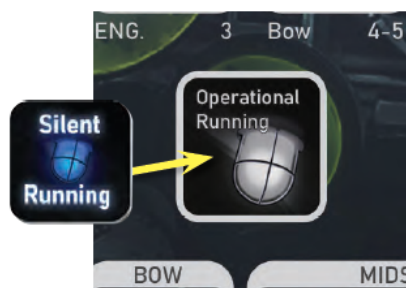 ENG. 3 Bow 4-5
Operational
Running
Silent
Running
BOW MIDS